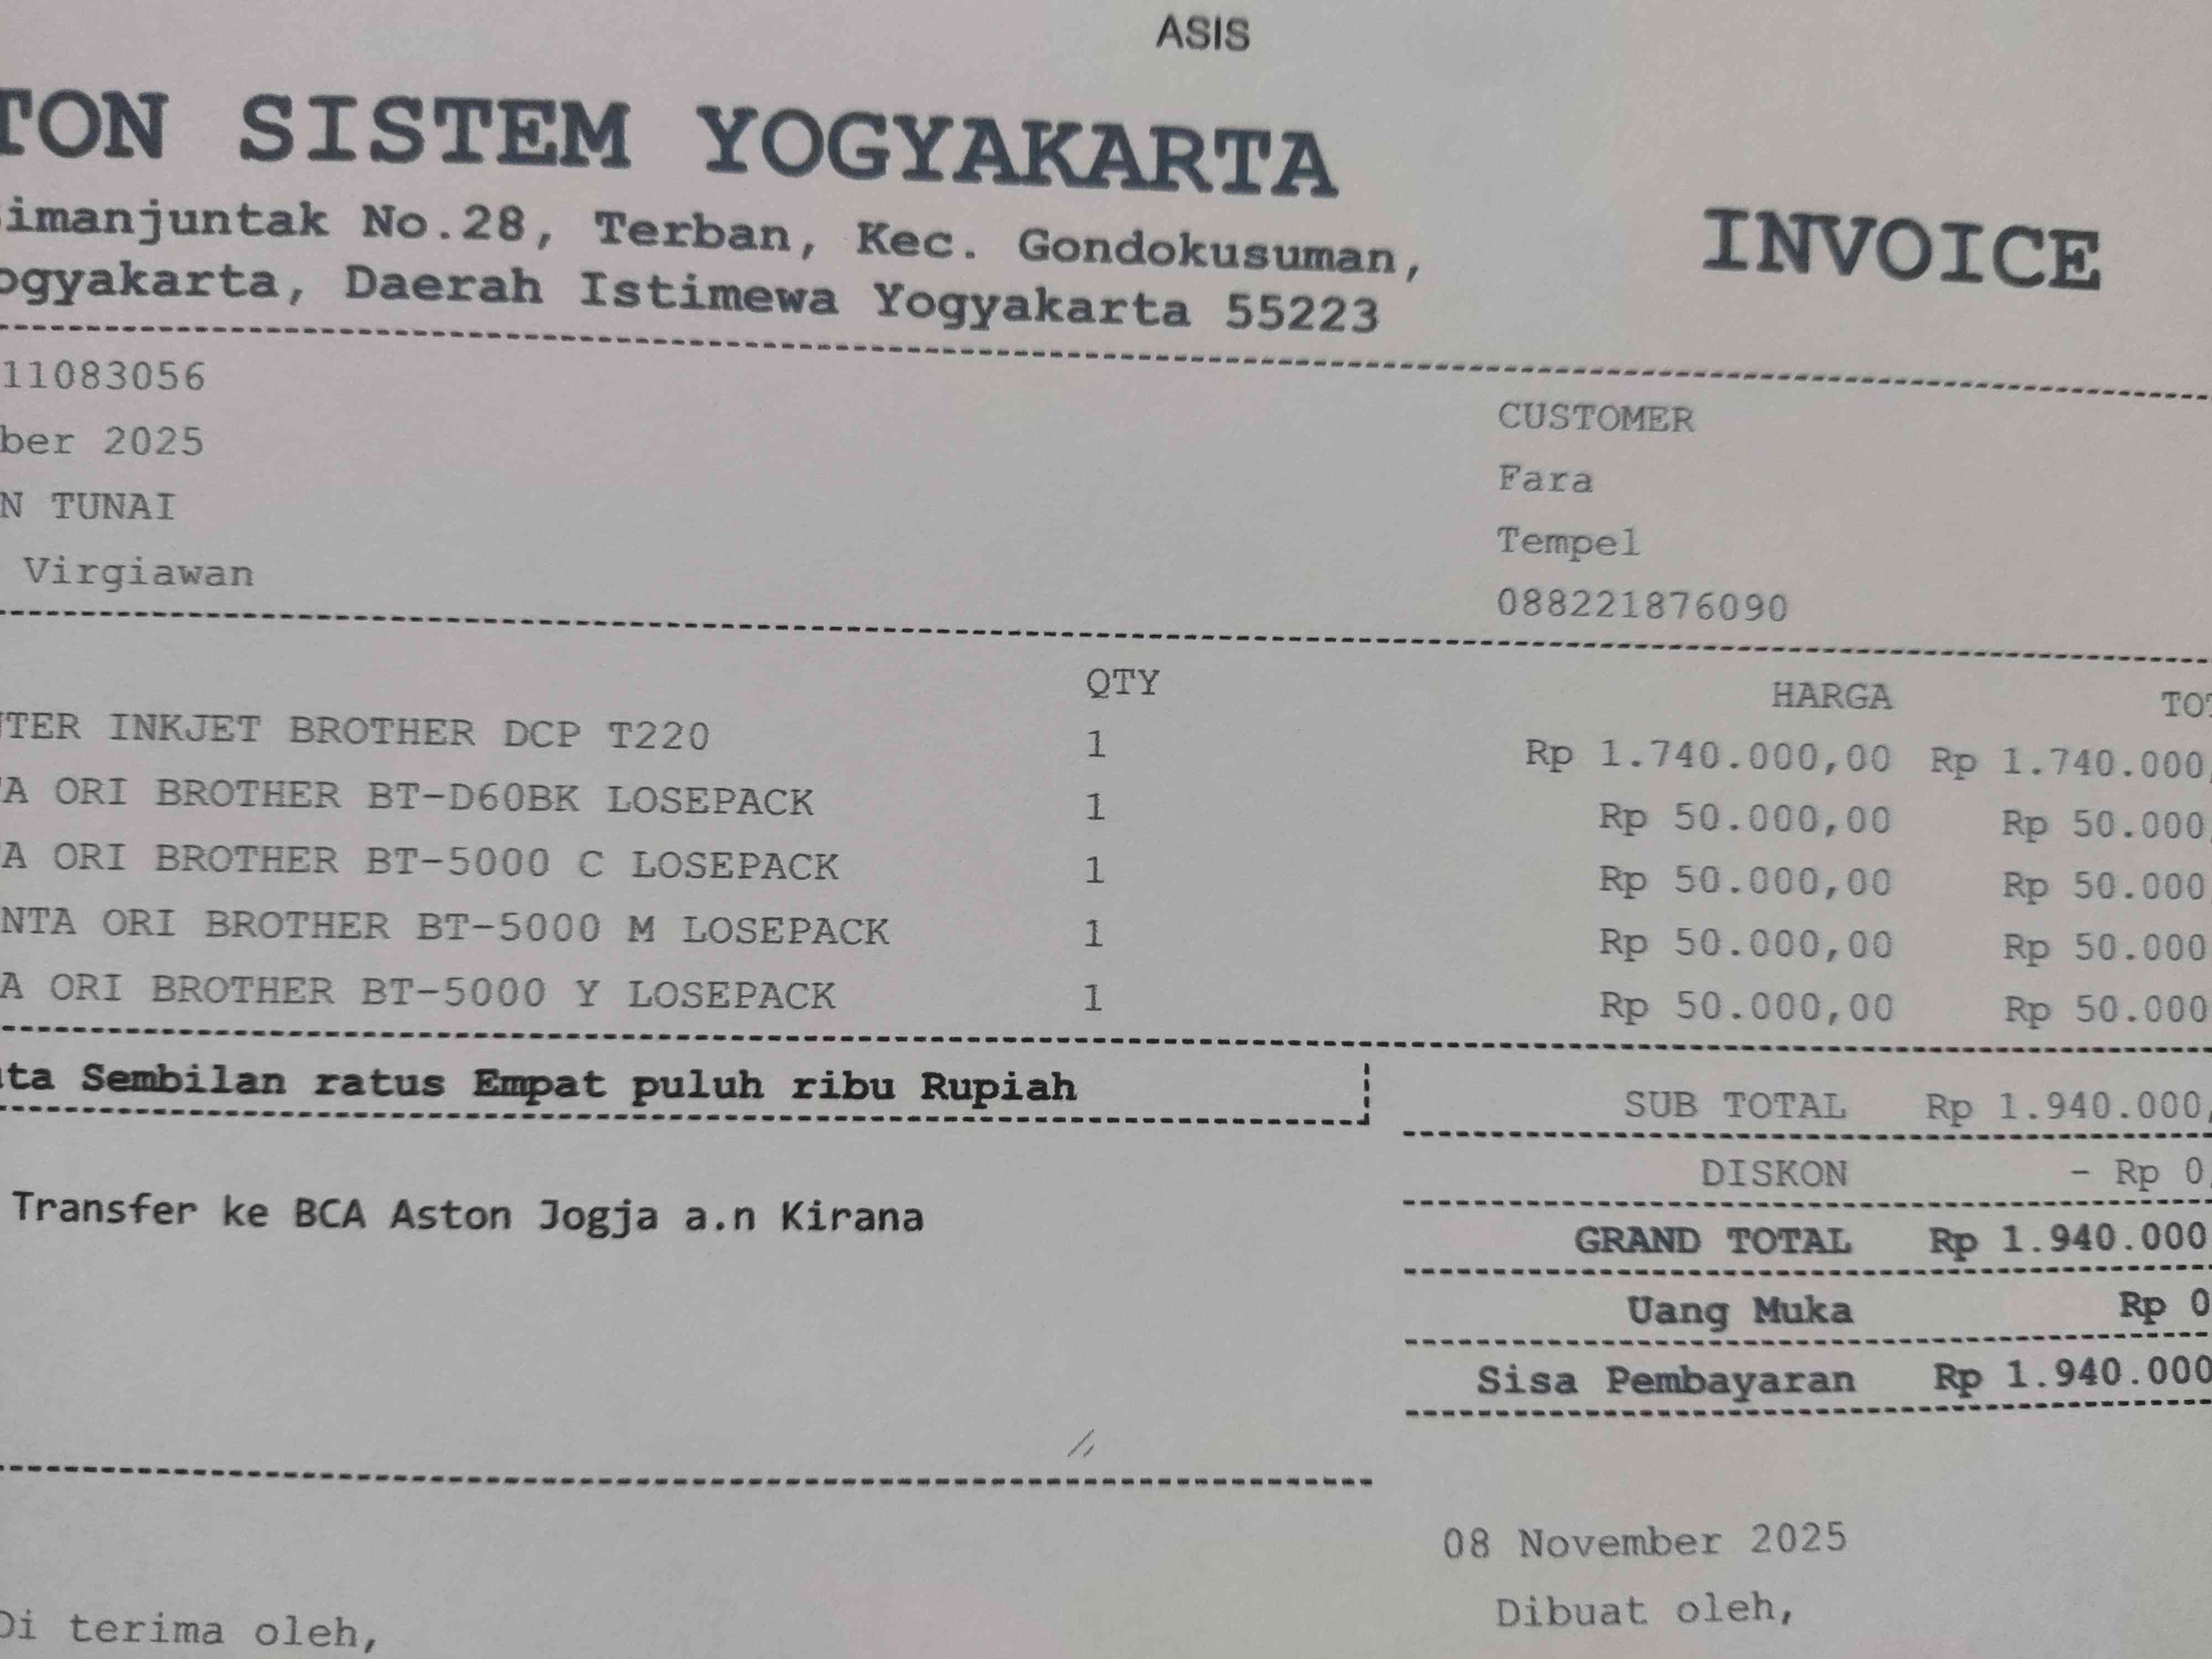 ASIS
TON SISTEM YOGYAKARTA
imanjuntak No.28, Terban, Kec. Gondokusuman,
ogyakarta, Daerah Istimewa Yogyakarta 55223
INVOICE
11083056
ber 2025
N TUNAI
Virgiawan
CUSTOMER
Fara
Tempel
088221876090
QTY HARGA TOT
TER INKJET BROTHER DCP T220 1 Rp 1.740.000,00 Rp 1.740.000,
A ORI BROTHER BT-D60BK LOSEPACK 1 Rp 50.000,00 Rp 50.000,
A ORI BROTHER BT-5000 C LOSEPACK 1 Rp 50.000,00 Rp 50.000
NTA ORI BROTHER BT-5000 M LOSEPACK 1 Rp 50.000,00 Rp 50.000
A ORI BROTHER BT-5000 Y LOSEPACK 1 Rp 50.000,00 Rp 50.000
ta Sembilan ratus Empat puluh ribu Rupiah
Transfer ke BCA Aston Jogja a.n Kirana
SUB TOTAL Rp 1.940.000,
DISKON - Rp 0,
GRAND TOTAL Rp 1.940.000
Uang Muka Rp 0
Sisa Pembayaran Rp 1.940.000
08 November 2025
Di terima oleh,
Dibuat oleh,